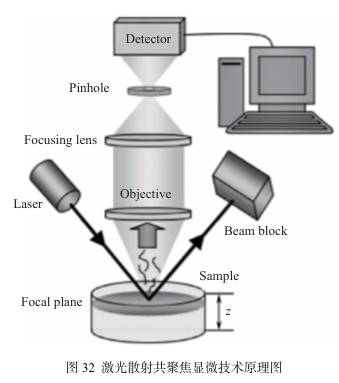 Detector
Pinhole
Focusing lens
Objective
Laser
Beam block
Sample
Focal plane
z
图 32 激光散射共聚焦显微技术原理图